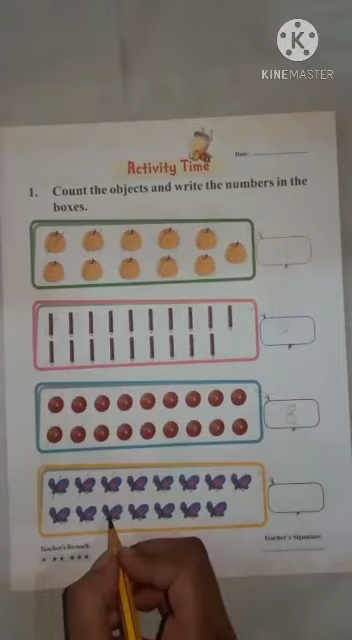 K
KINEMASTER
Activity Time
Date:
1. Count the objects and write the numbers in the
boxes.
18
Teacher's Remark
Teacher's Signature